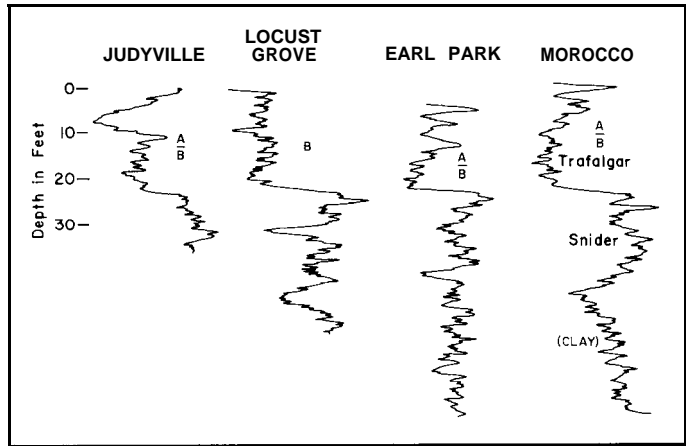 JUDYVILLE
LOCUST
GROVE
EARL PARK
MOROCCO
Depth in Feet
0
10
20
30
A
B
B
A
B
A
B
Trafalgar
Snider
(CLAY)